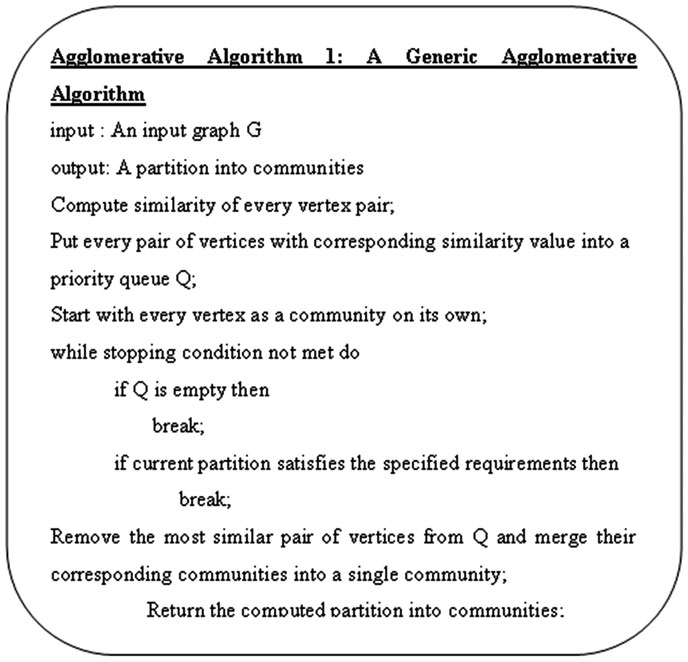 Agglomerative Algorithm 1: A Generic Agglomerative
Algorithm
input : An input graph G
output: A partition into communities
Compute similarity of every vertex pair;
Put every pair of vertices with corresponding similarity value into a
priority queue Q;
Start with every vertex as a community on its own;
while stopping condition not met do
if Q is empty then
break;
if current partition satisfies the specified requirements then
break;
Remove the most similar pair of vertices from Q and merge their
corresponding communities into a single community;
Return the computed partition into communities;